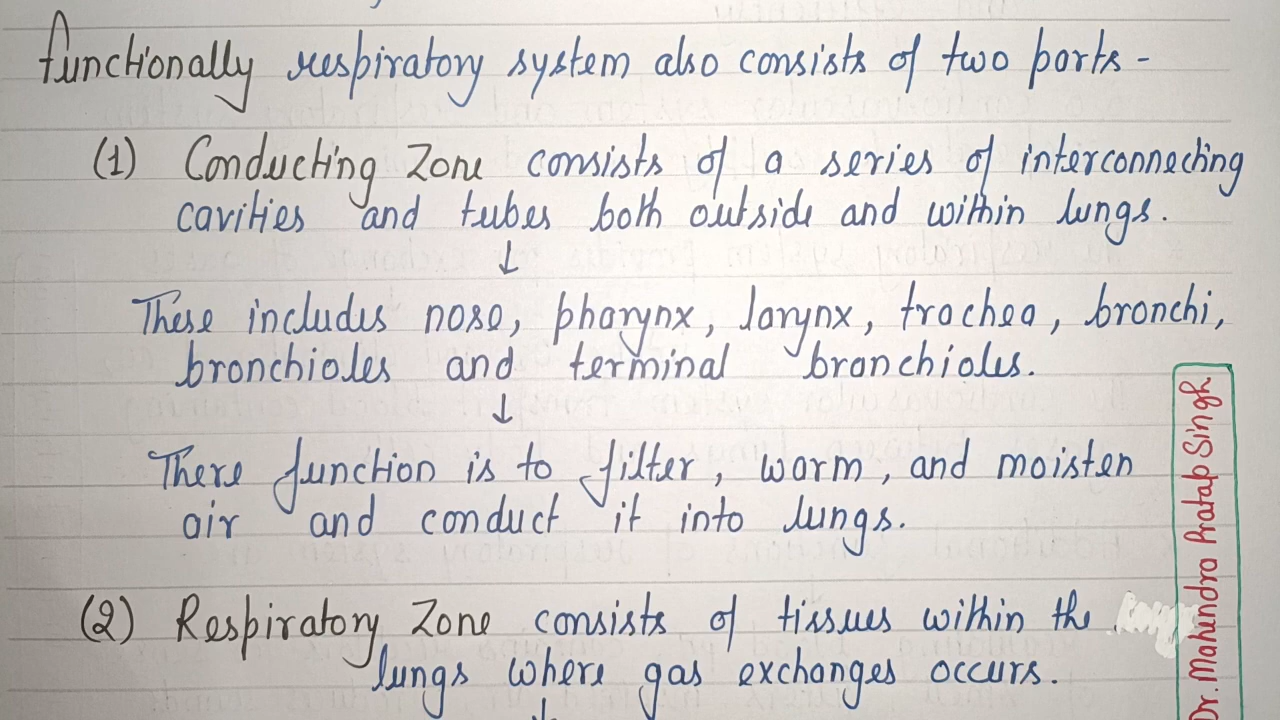 functionally respiratory system also consists of two parts -
(1) Conducting Zone consists of a series of interconnecting
cavities and tubes both outside and within lungs.
↓
These includes nose, pharynx, larynx, trachea, bronchi,
bronchioles and terminal bronchioles.
↓
There function is to filter, warm, and moisten
air and conduct it into lungs.
(2) Respiratory Zone consists of tissues within the
lungs where gas exchanges occurs.
↓
Dr. Mahendra Pratap Singh